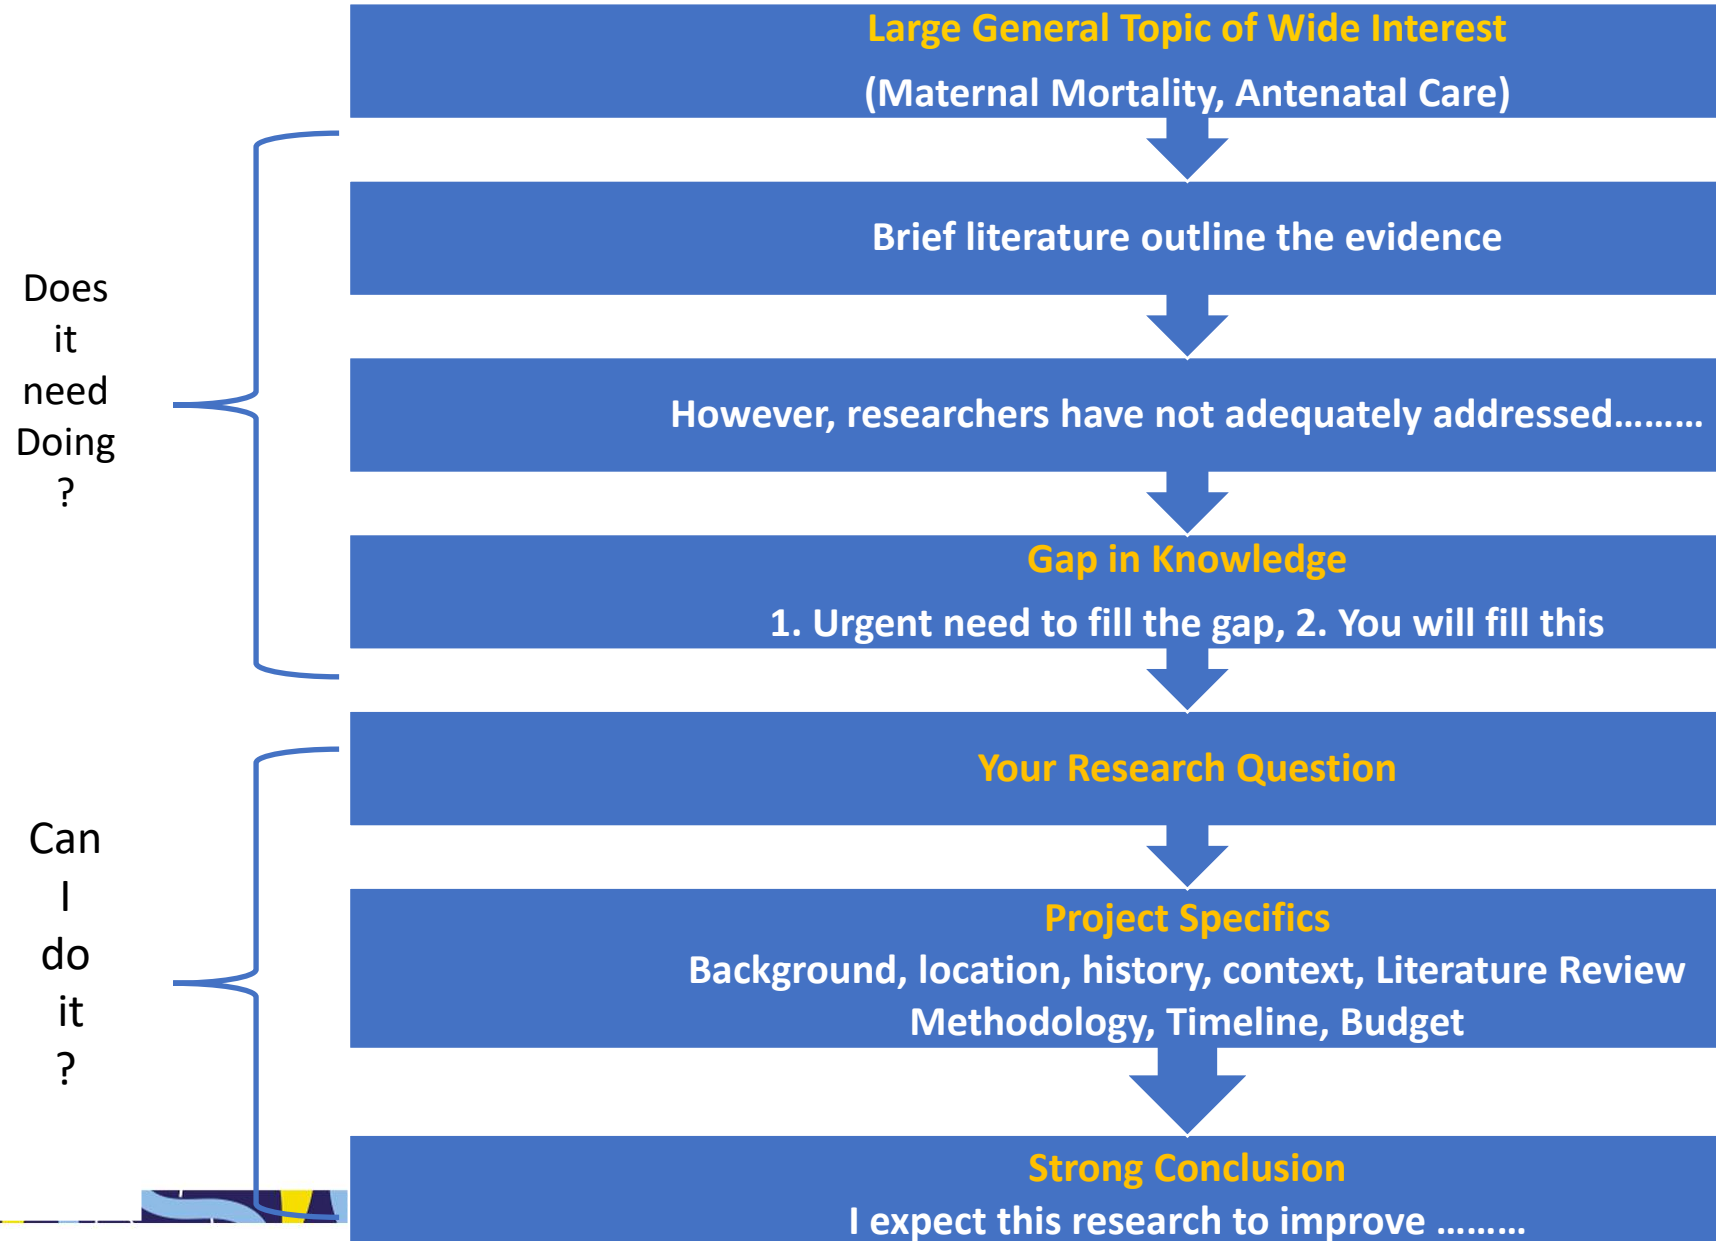 Large General Topic of Wide Interest
(Maternal Mortality, Antenatal Care)
Brief literature outline the evidence
However, researchers have not adequately addressed………
Gap in Knowledge
1. Urgent need to fill the gap, 2. You will fill this
Does
it
need
Doing
?
Your Research Question
Project Specifics
Background, location, history, context, Literature Review
Methodology, Timeline, Budget
Strong Conclusion
I expect this research to improve ………
Can
I
do
it
?